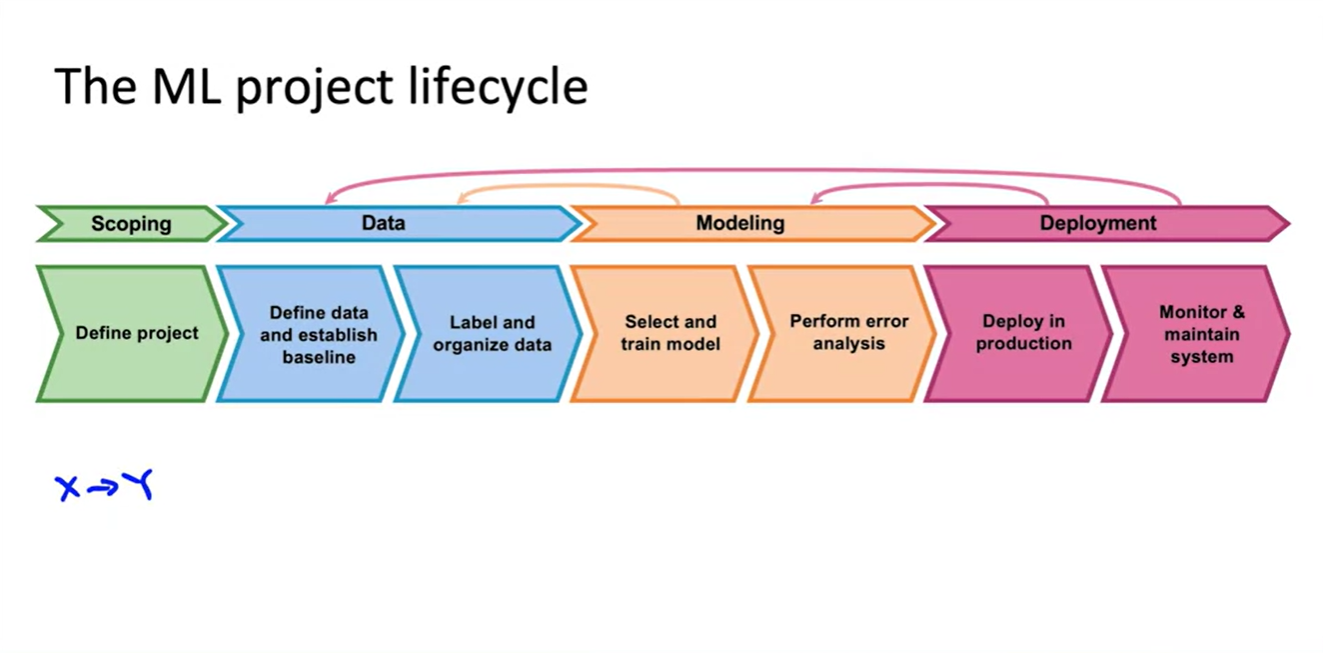 The ML project lifecycle
Scoping
Data
Modeling
Deployment
Define project
Define data
and establish
baseline
Label and
organize data
Select and
train model
Perform error
analysis
Deploy in
production
Monitor &
maintain
system
X→Y